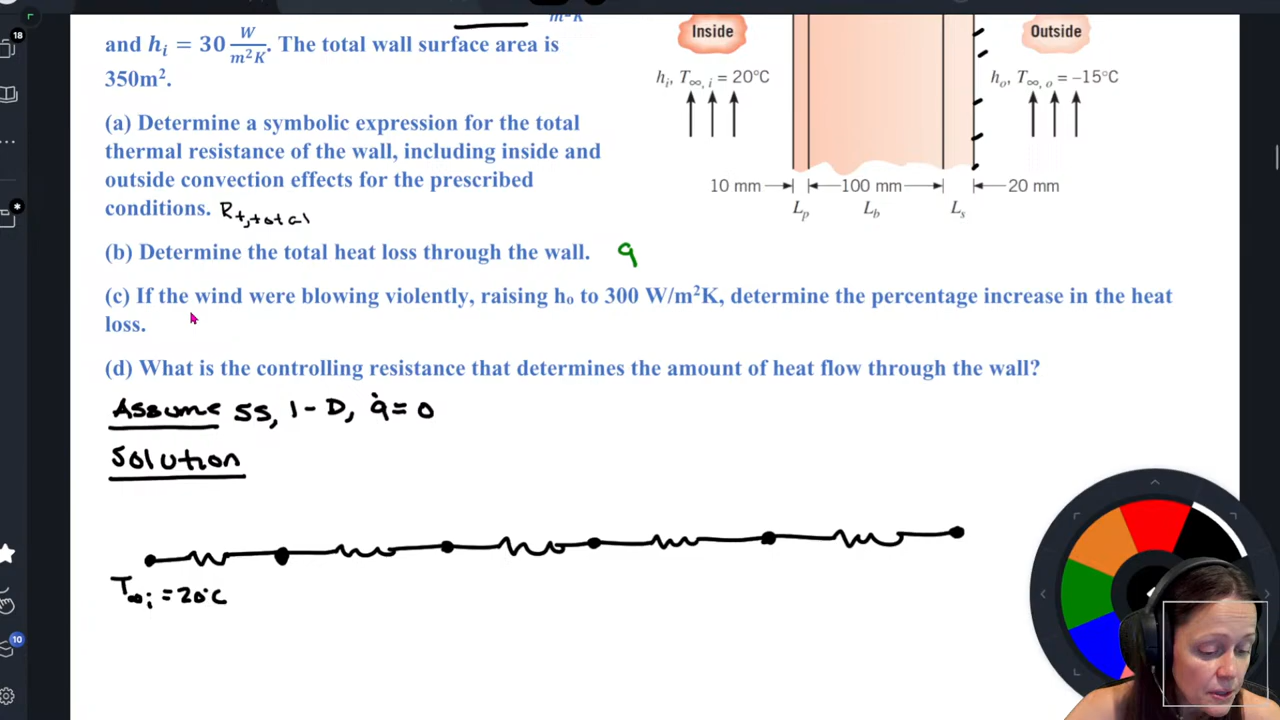 18
and hᵢ = 30 W/m²K. The total wall surface area is
350m².
(a) Determine a symbolic expression for the total
thermal resistance of the wall, including inside and
outside convection effects for the prescribed
conditions. Rt,total
(b) Determine the total heat loss through the wall. q
(c) If the wind were blowing violently, raising hₒ to 300 W/m²K, determine the percentage increase in the heat
loss.
(d) What is the controlling resistance that determines the amount of heat flow through the wall?
Inside
Outside
hᵢ, T∞, i = 20°C
hₒ, T∞, o = –15°C
10 mm
100 mm
20 mm
Lp
Lb
Ls
Assume SS, 1-D, q̇ = 0
Solution
T∞i = 20°C
10